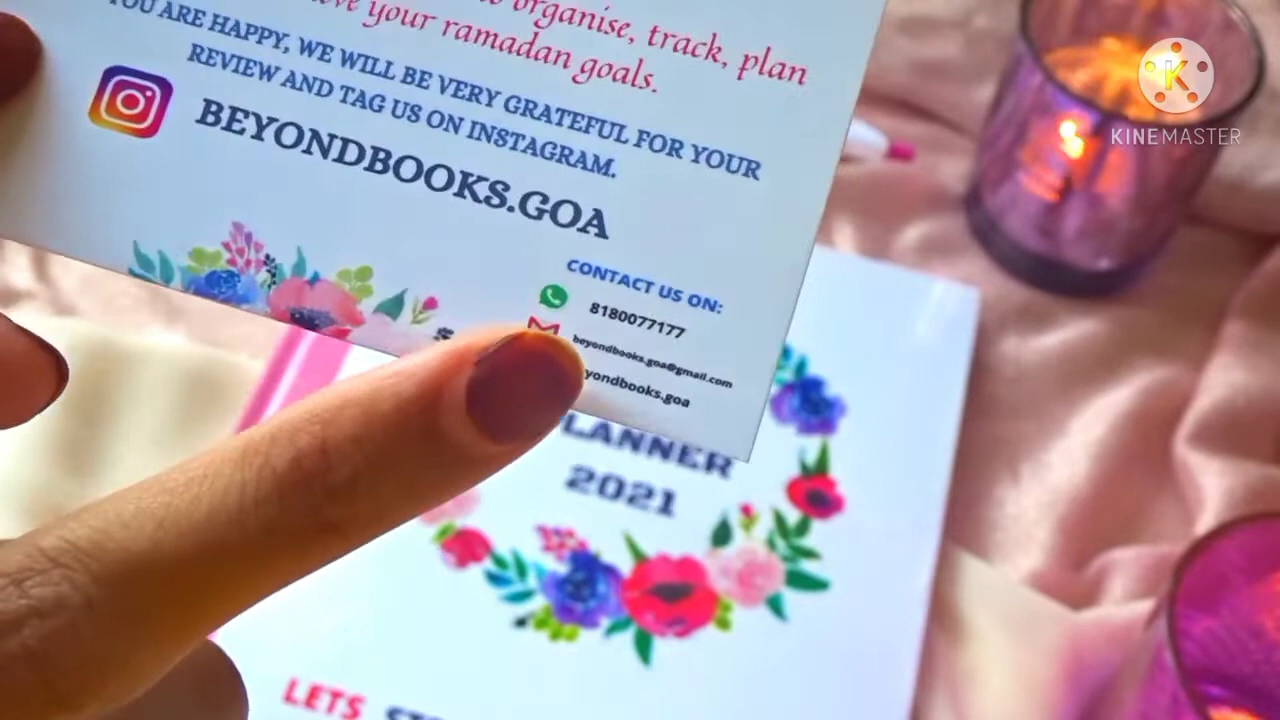 organise, track, plan
your ramadan goals.
YOU ARE HAPPY, WE WILL BE VERY GRATEFUL FOR YOUR
REVIEW AND TAG US ON INSTAGRAM.
BEYONDBOOKS.GOA
CONTACT US ON:
8180077177
beyondbooks.goa@gmail.com
yondbooks.goa
LANNER
2021
LETS
K
KINEMASTER